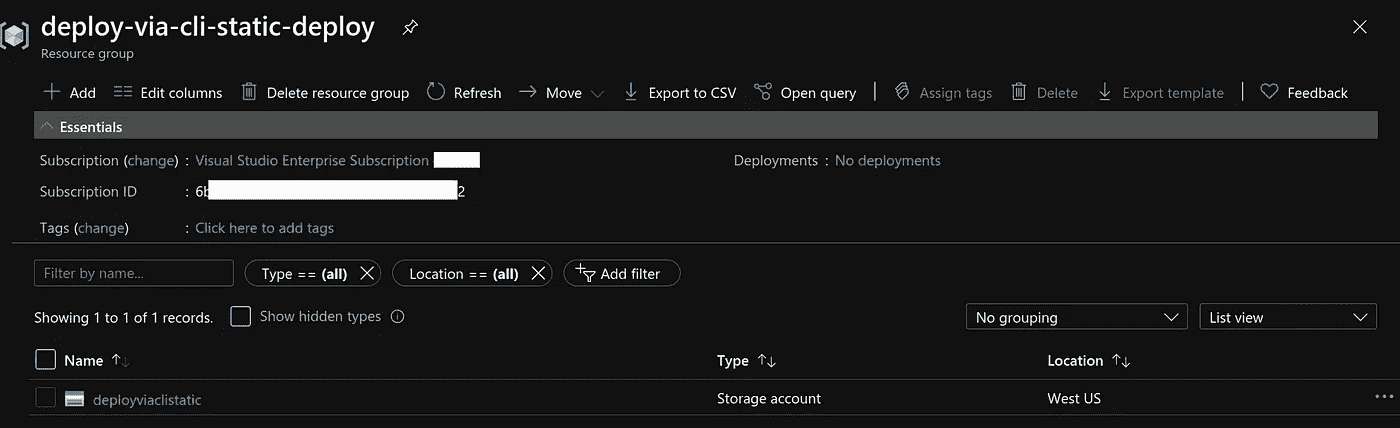 deploy-via-cli-static-deploy
Resource group
Add Edit columns Delete resource group Refresh Move Export to CSV Open query Assign tags Delete Export template Feedback
Essentials
Subscription (change) : Visual Studio Enterprise Subscription Deployments : No deployments
Subscription ID : 6b 2
Tags (change) : Click here to add tags
Filter by name... Type == (all) Location == (all) Add filter
Showing 1 to 1 of 1 records. Show hidden types No grouping List view
Name Type Location
deployviaclistatic Storage account West US